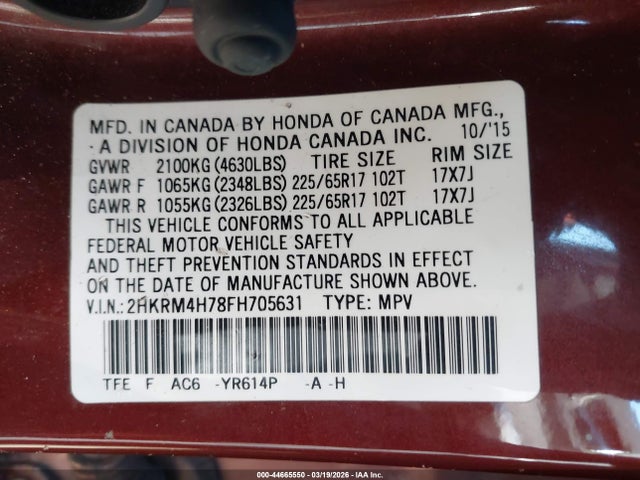 MFD. IN CANADA BY HONDA OF CANADA MFG.,
A DIVISION OF HONDA CANADA INC. 10/'15
GVWR 2100KG (4630LBS) TIRE SIZE RIM SIZE
GAWR F 1065KG (2348LBS) 225/65R17 102T 17X7J
GAWR R 1055KG (2326LBS) 225/65R17 102T 17X7J
THIS VEHICLE CONFORMS TO ALL APPLICABLE
FEDERAL MOTOR VEHICLE SAFETY
AND THEFT PREVENTION STANDARDS IN EFFECT
ON THE DATE OF MANUFACTURE SHOWN ABOVE.
V.I.N.: 2HKRM4H78FH705631 TYPE: MPV
TFE F AC6 -YR614P -A -H
000-44665550 | 03/19/2026 | IAA Inc.